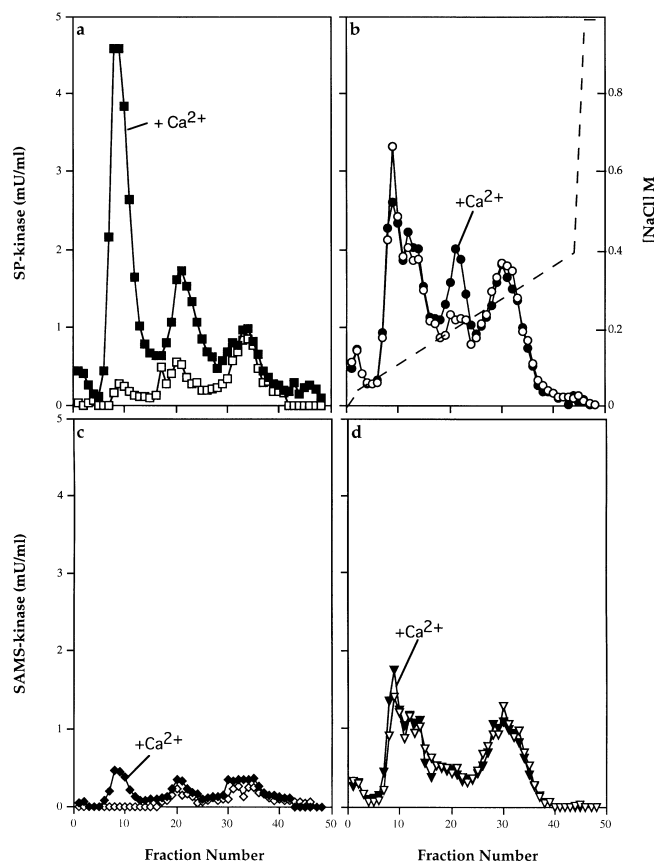 a
b
5
4
3
2
1
0
SP-kinase (mU/ml)
+ Ca2+
+Ca2+
0.8
0.6
0.4
0.2
0
[NaCl] M
c
d
5
4
3
2
1
0
SAMS-kinase (mU/ml)
+Ca2+
+Ca2+
0 10 20 30 40 50
0 10 20 30 40 50
Fraction Number
Fraction Number